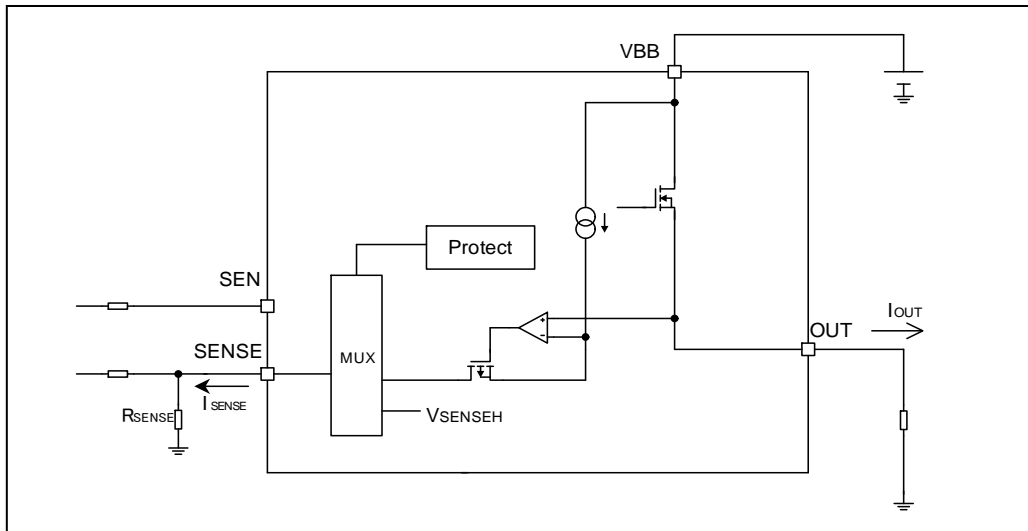 VBB
Protect
SEN
IOUT
OUT
SENSE
MUX
ISENSE
RSENSE
VSENSEH
+
-